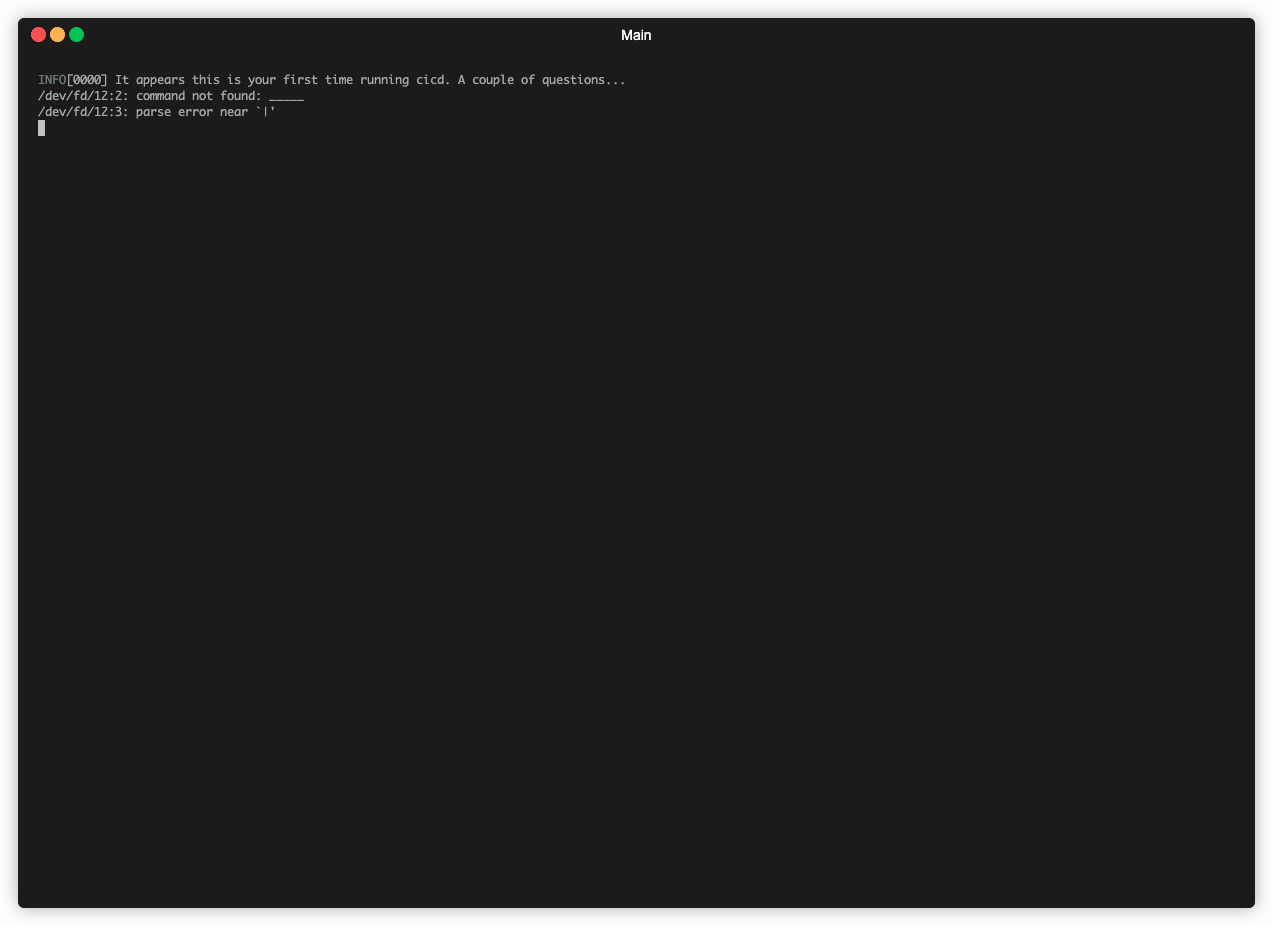 Main
INFO[0000] It appears this is your first time running cicd. A couple of questions...
/dev/fd/12:2: command not found: _____
/dev/fd/12:3: parse error near `|'